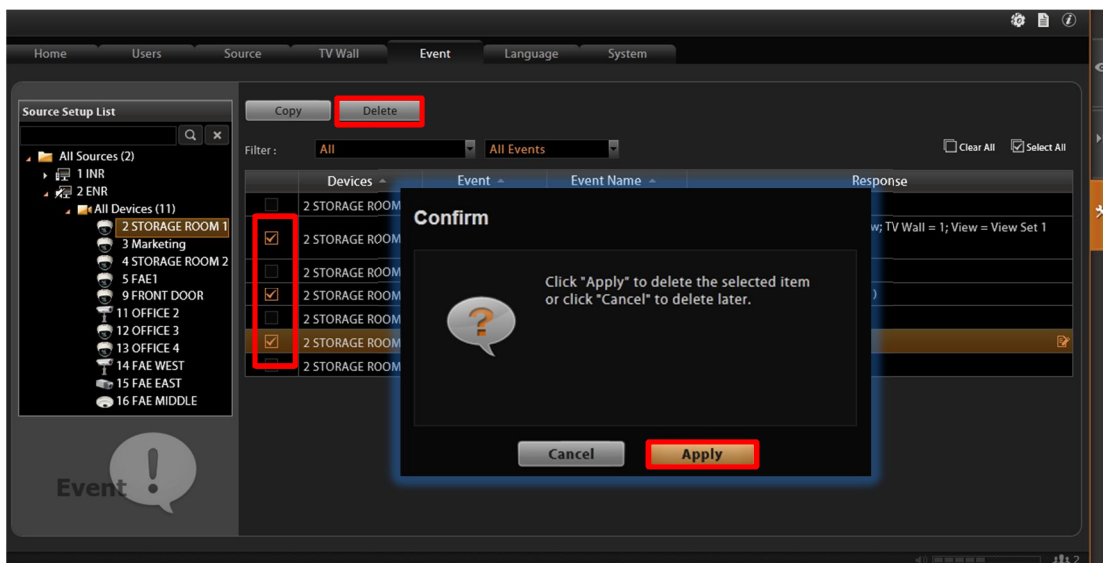 Home Users Source TV Wall Event Language System
Source Setup List
All Sources (2)
1 INR
2 ENR
All Devices (11)
2 STORAGE ROOM 1
3 Marketing
4 STORAGE ROOM 2
5 FAE1
9 FRONT DOOR
11 OFFICE 2
12 OFFICE 3
13 OFFICE 4
14 FAE WEST
15 FAE EAST
16 FAE MIDDLE
Event
Copy Delete
Filter : All All Events Clear All Select All
Devices Event Event Name Response
2 STORAGE ROOM
2 STORAGE ROOM w; TV Wall = 1; View = View Set 1
2 STORAGE ROOM
2 STORAGE ROOM )
2 STORAGE ROOM
2 STORAGE ROOM
2 STORAGE ROOM
Confirm
Click "Apply" to delete the selected item
or click "Cancel" to delete later.
Cancel Apply
2